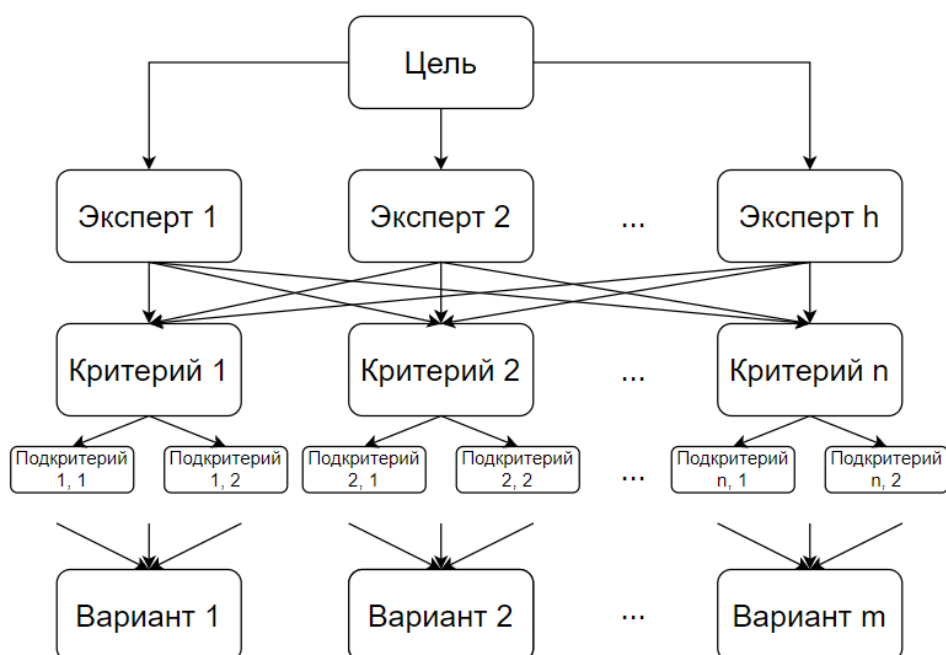 Цель
Эксперт 1
Эксперт 2
...
Эксперт h
Критерий 1
Критерий 2
...
Критерий n
Подкритерий
1, 1
Подкритерий
1, 2
Подкритерий
2, 1
Подкритерий
2, 2
...
Подкритерий
n, 1
Подкритерий
n, 2
Вариант 1
Вариант 2
...
Вариант m